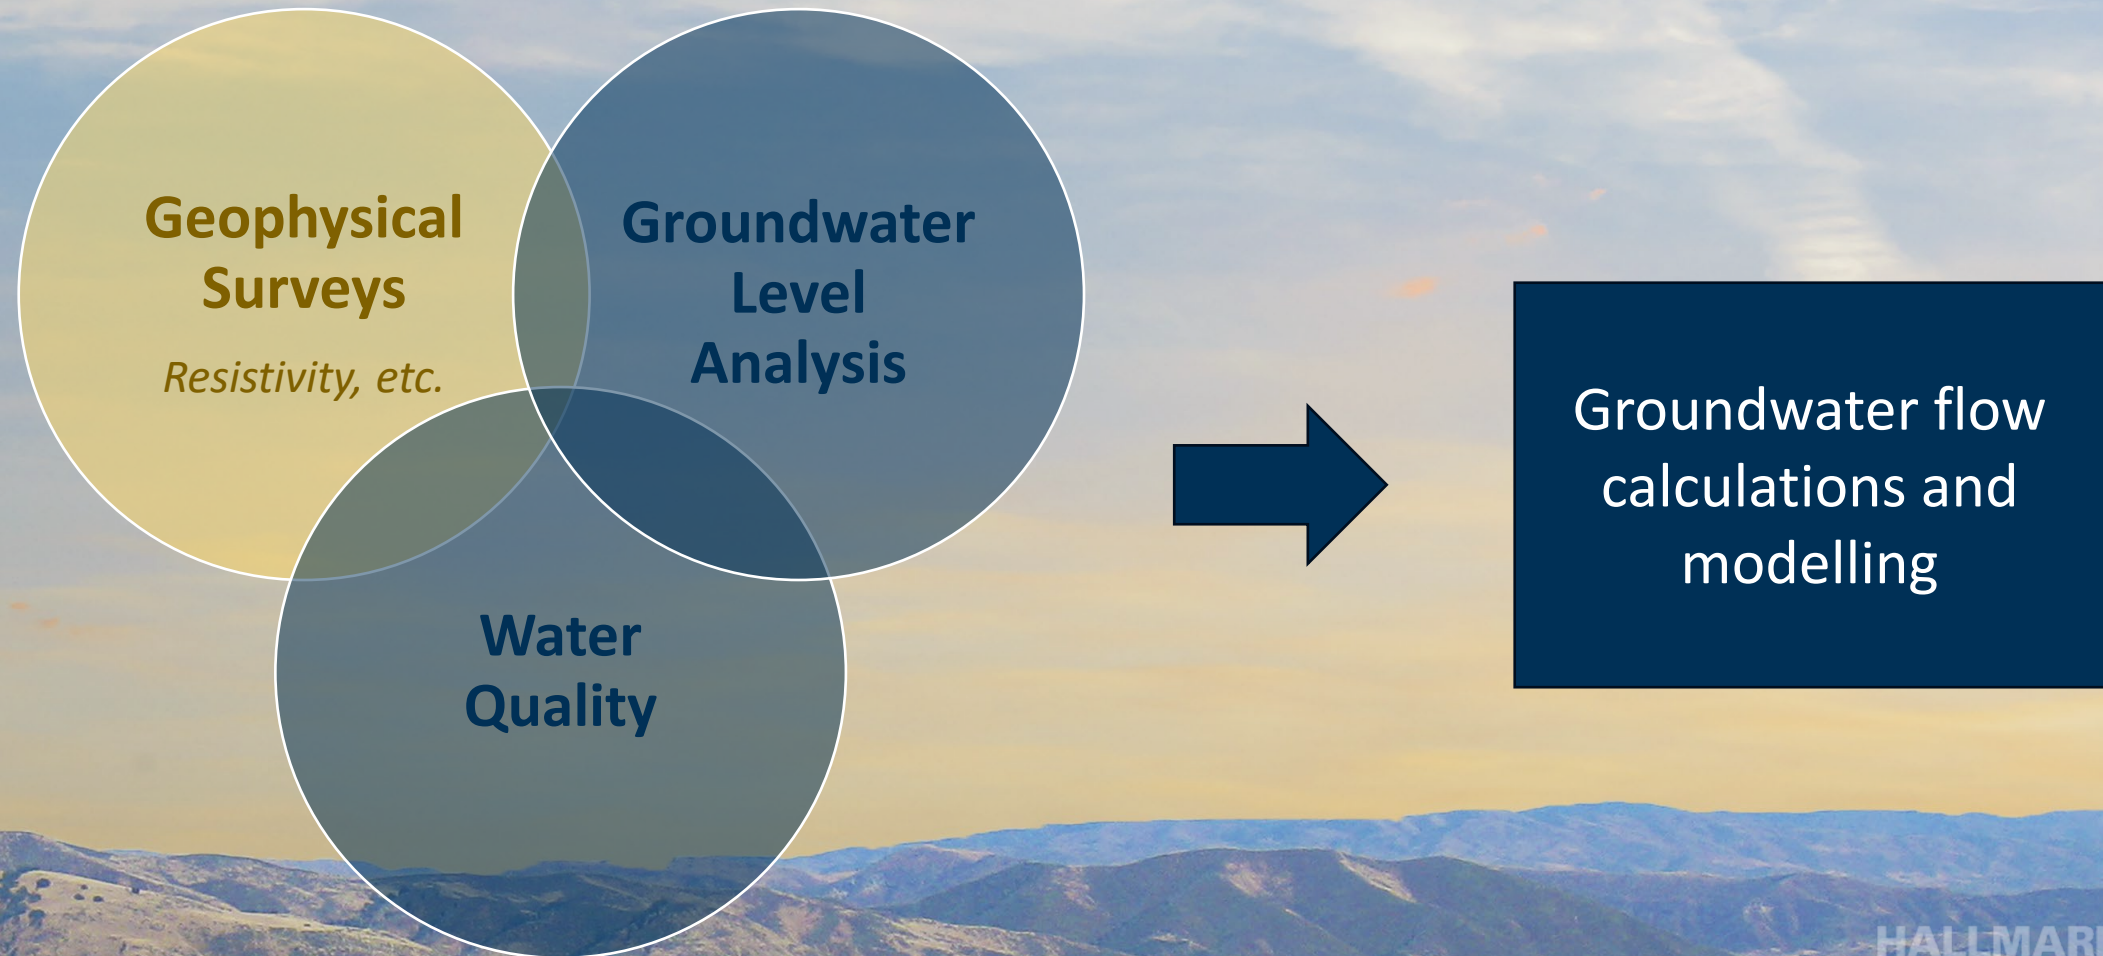 Geophysical
Surveys
Resistivity, etc.
Groundwater
Level
Analysis
Water
Quality
Groundwater flow
calculations and
modelling